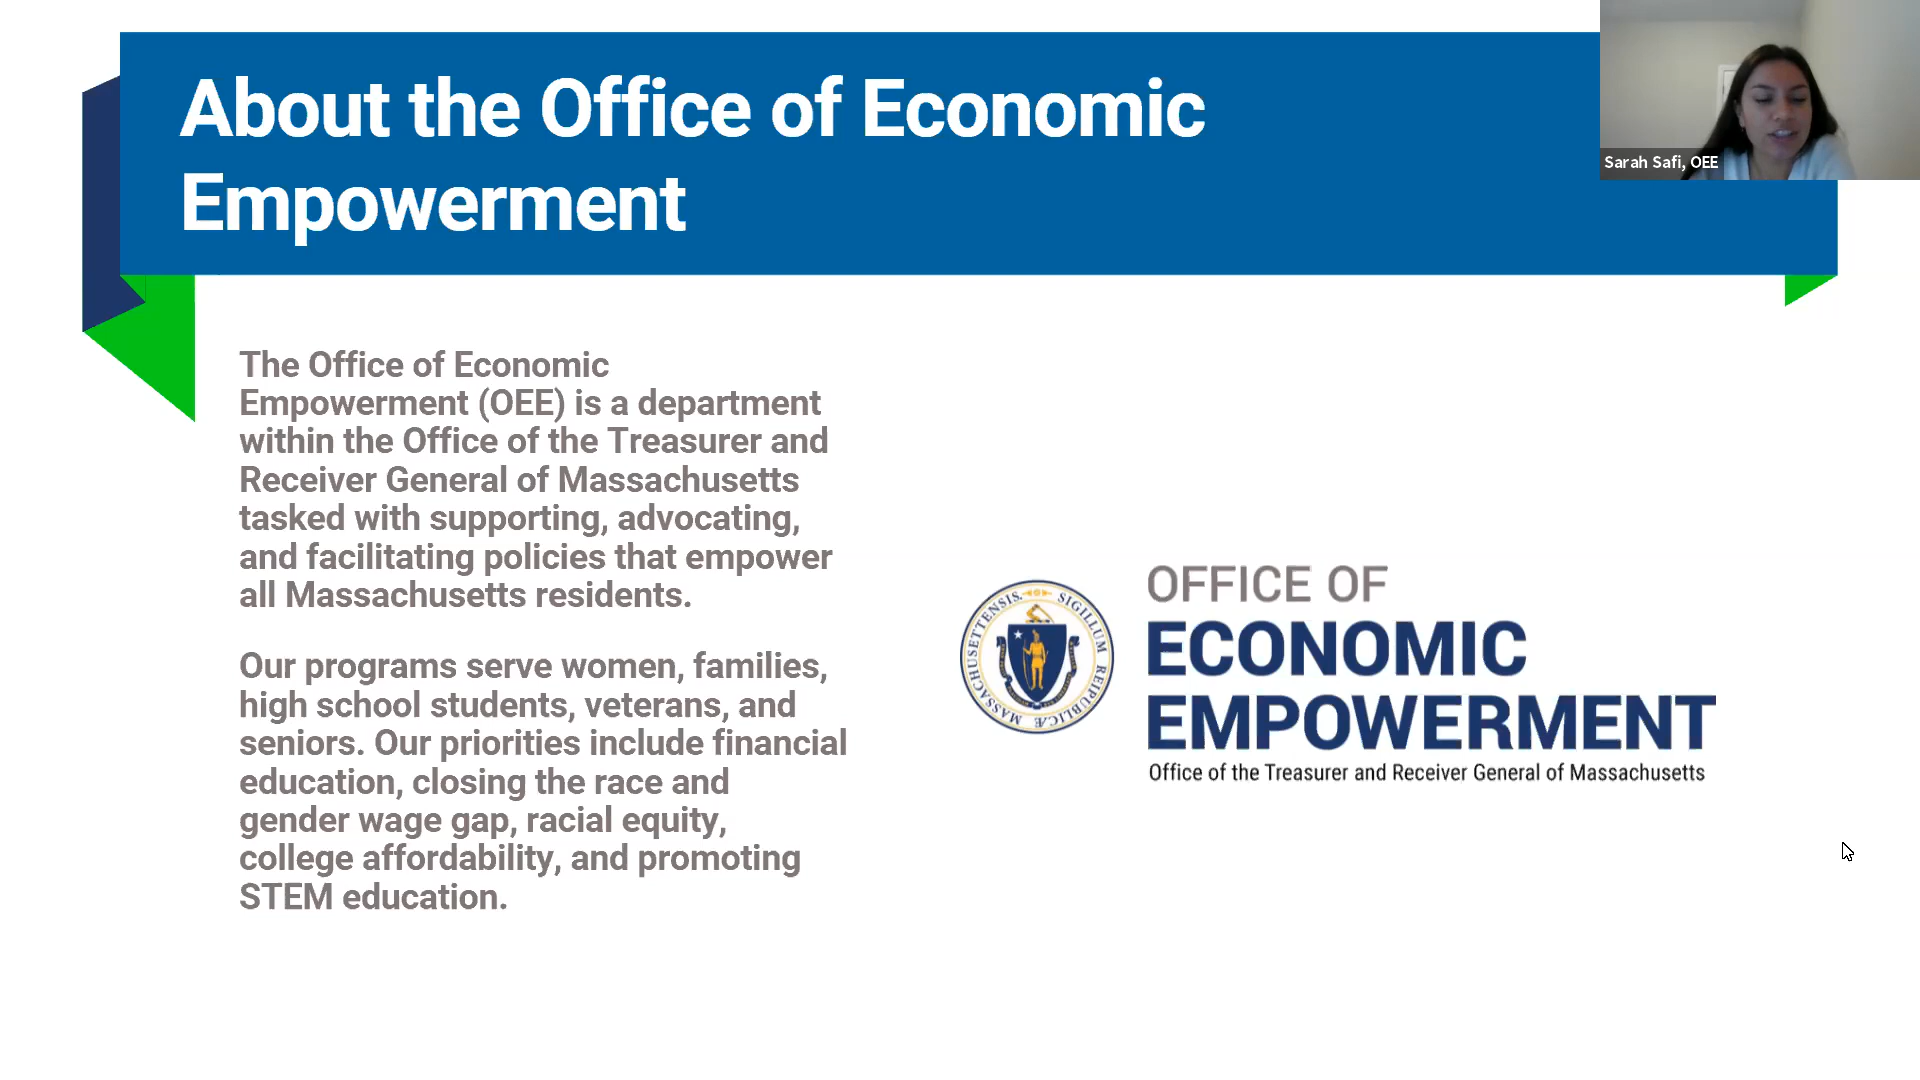 About the Office of Economic
Empowerment
Sarah Safi, OEE
The Office of Economic
Empowerment (OEE) is a department
within the Office of the Treasurer and
Receiver General of Massachusetts
tasked with supporting, advocating,
and facilitating policies that empower
all Massachusetts residents.
Our programs serve women, families,
high school students, veterans, and
seniors. Our priorities include financial
education, closing the race and
gender wage gap, racial equity,
college affordability, and promoting
STEM education.
SIGILLUM REIPUBLICÆ MASSACHUSETTENSIS.
OFFICE OF
ECONOMIC
EMPOWERMENT
Office of the Treasurer and Receiver General of Massachusetts